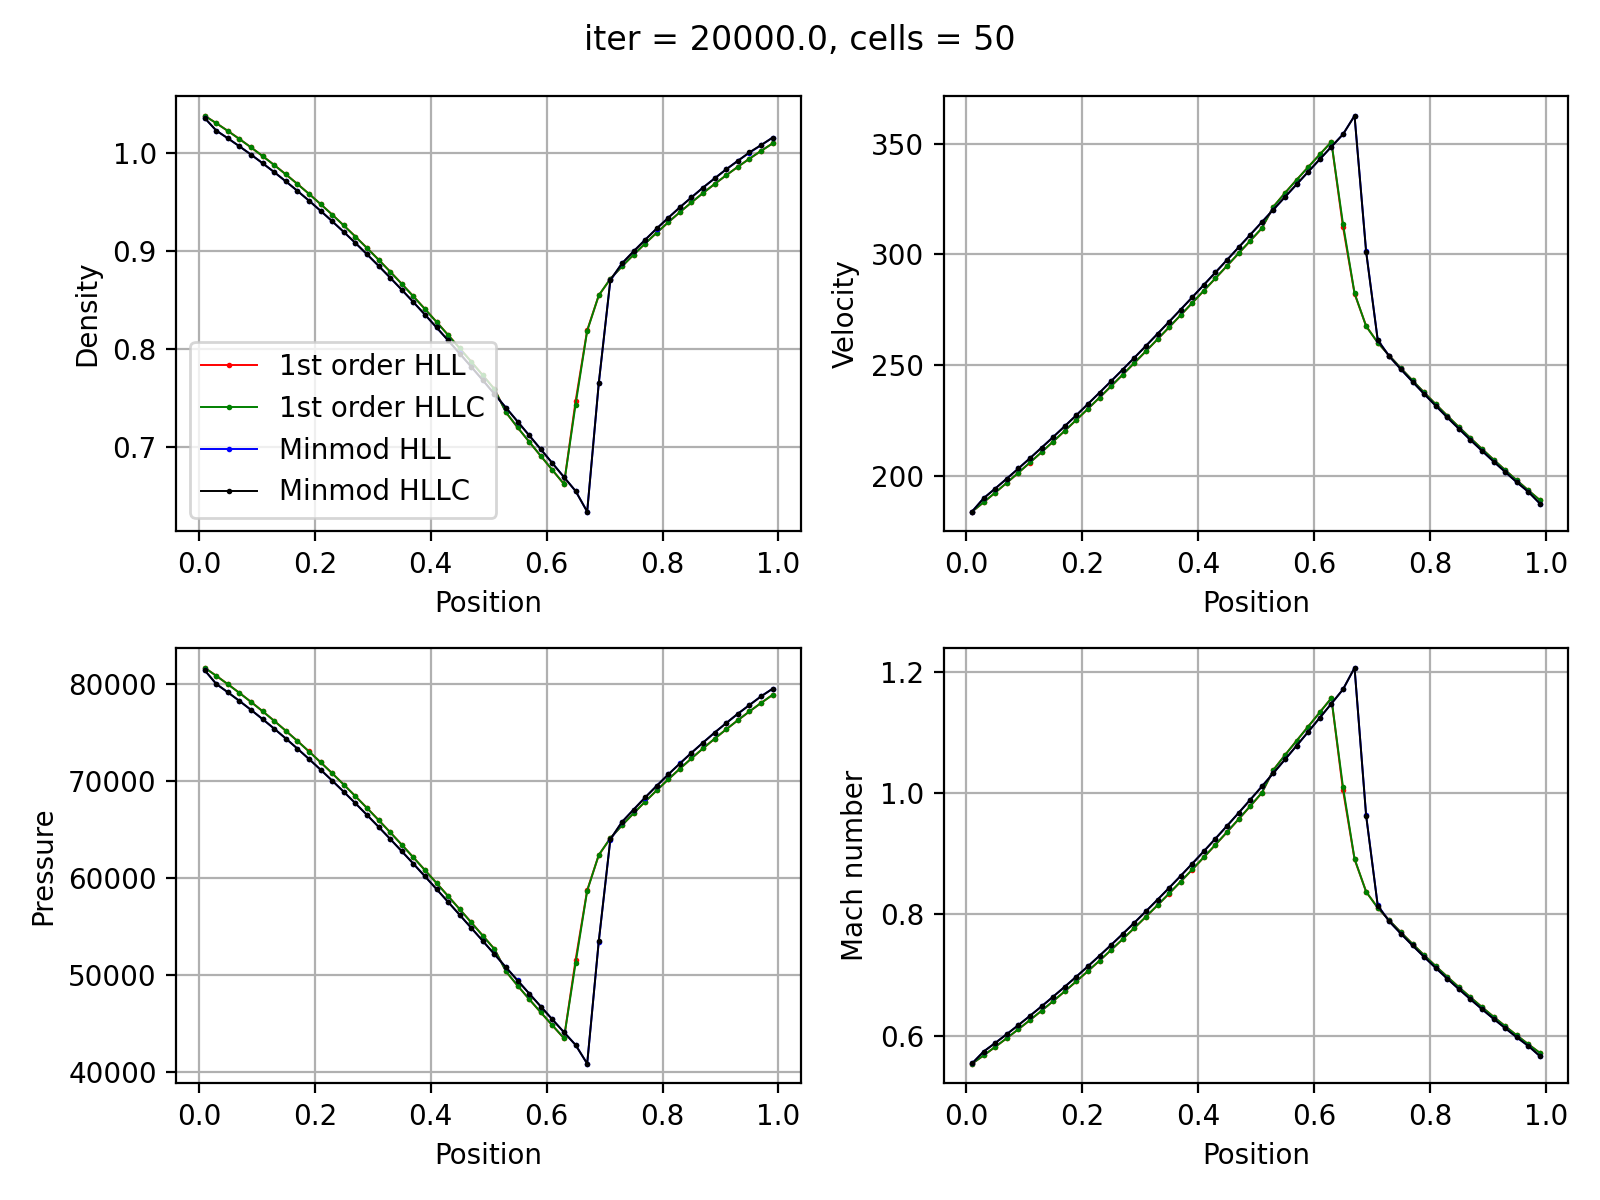 iter = 20000.0, cells = 50
Density
1.0
0.9
0.8
0.7
1st order HLL
1st order HLLC
Minmod HLL
Minmod HLLC
0.0 0.2 0.4 0.6 0.8 1.0
Position
Velocity
350
300
250
200
0.0 0.2 0.4 0.6 0.8 1.0
Position
Pressure
80000
70000
60000
50000
40000
0.0 0.2 0.4 0.6 0.8 1.0
Position
Mach number
1.2
1.0
0.8
0.6
0.0 0.2 0.4 0.6 0.8 1.0
Position